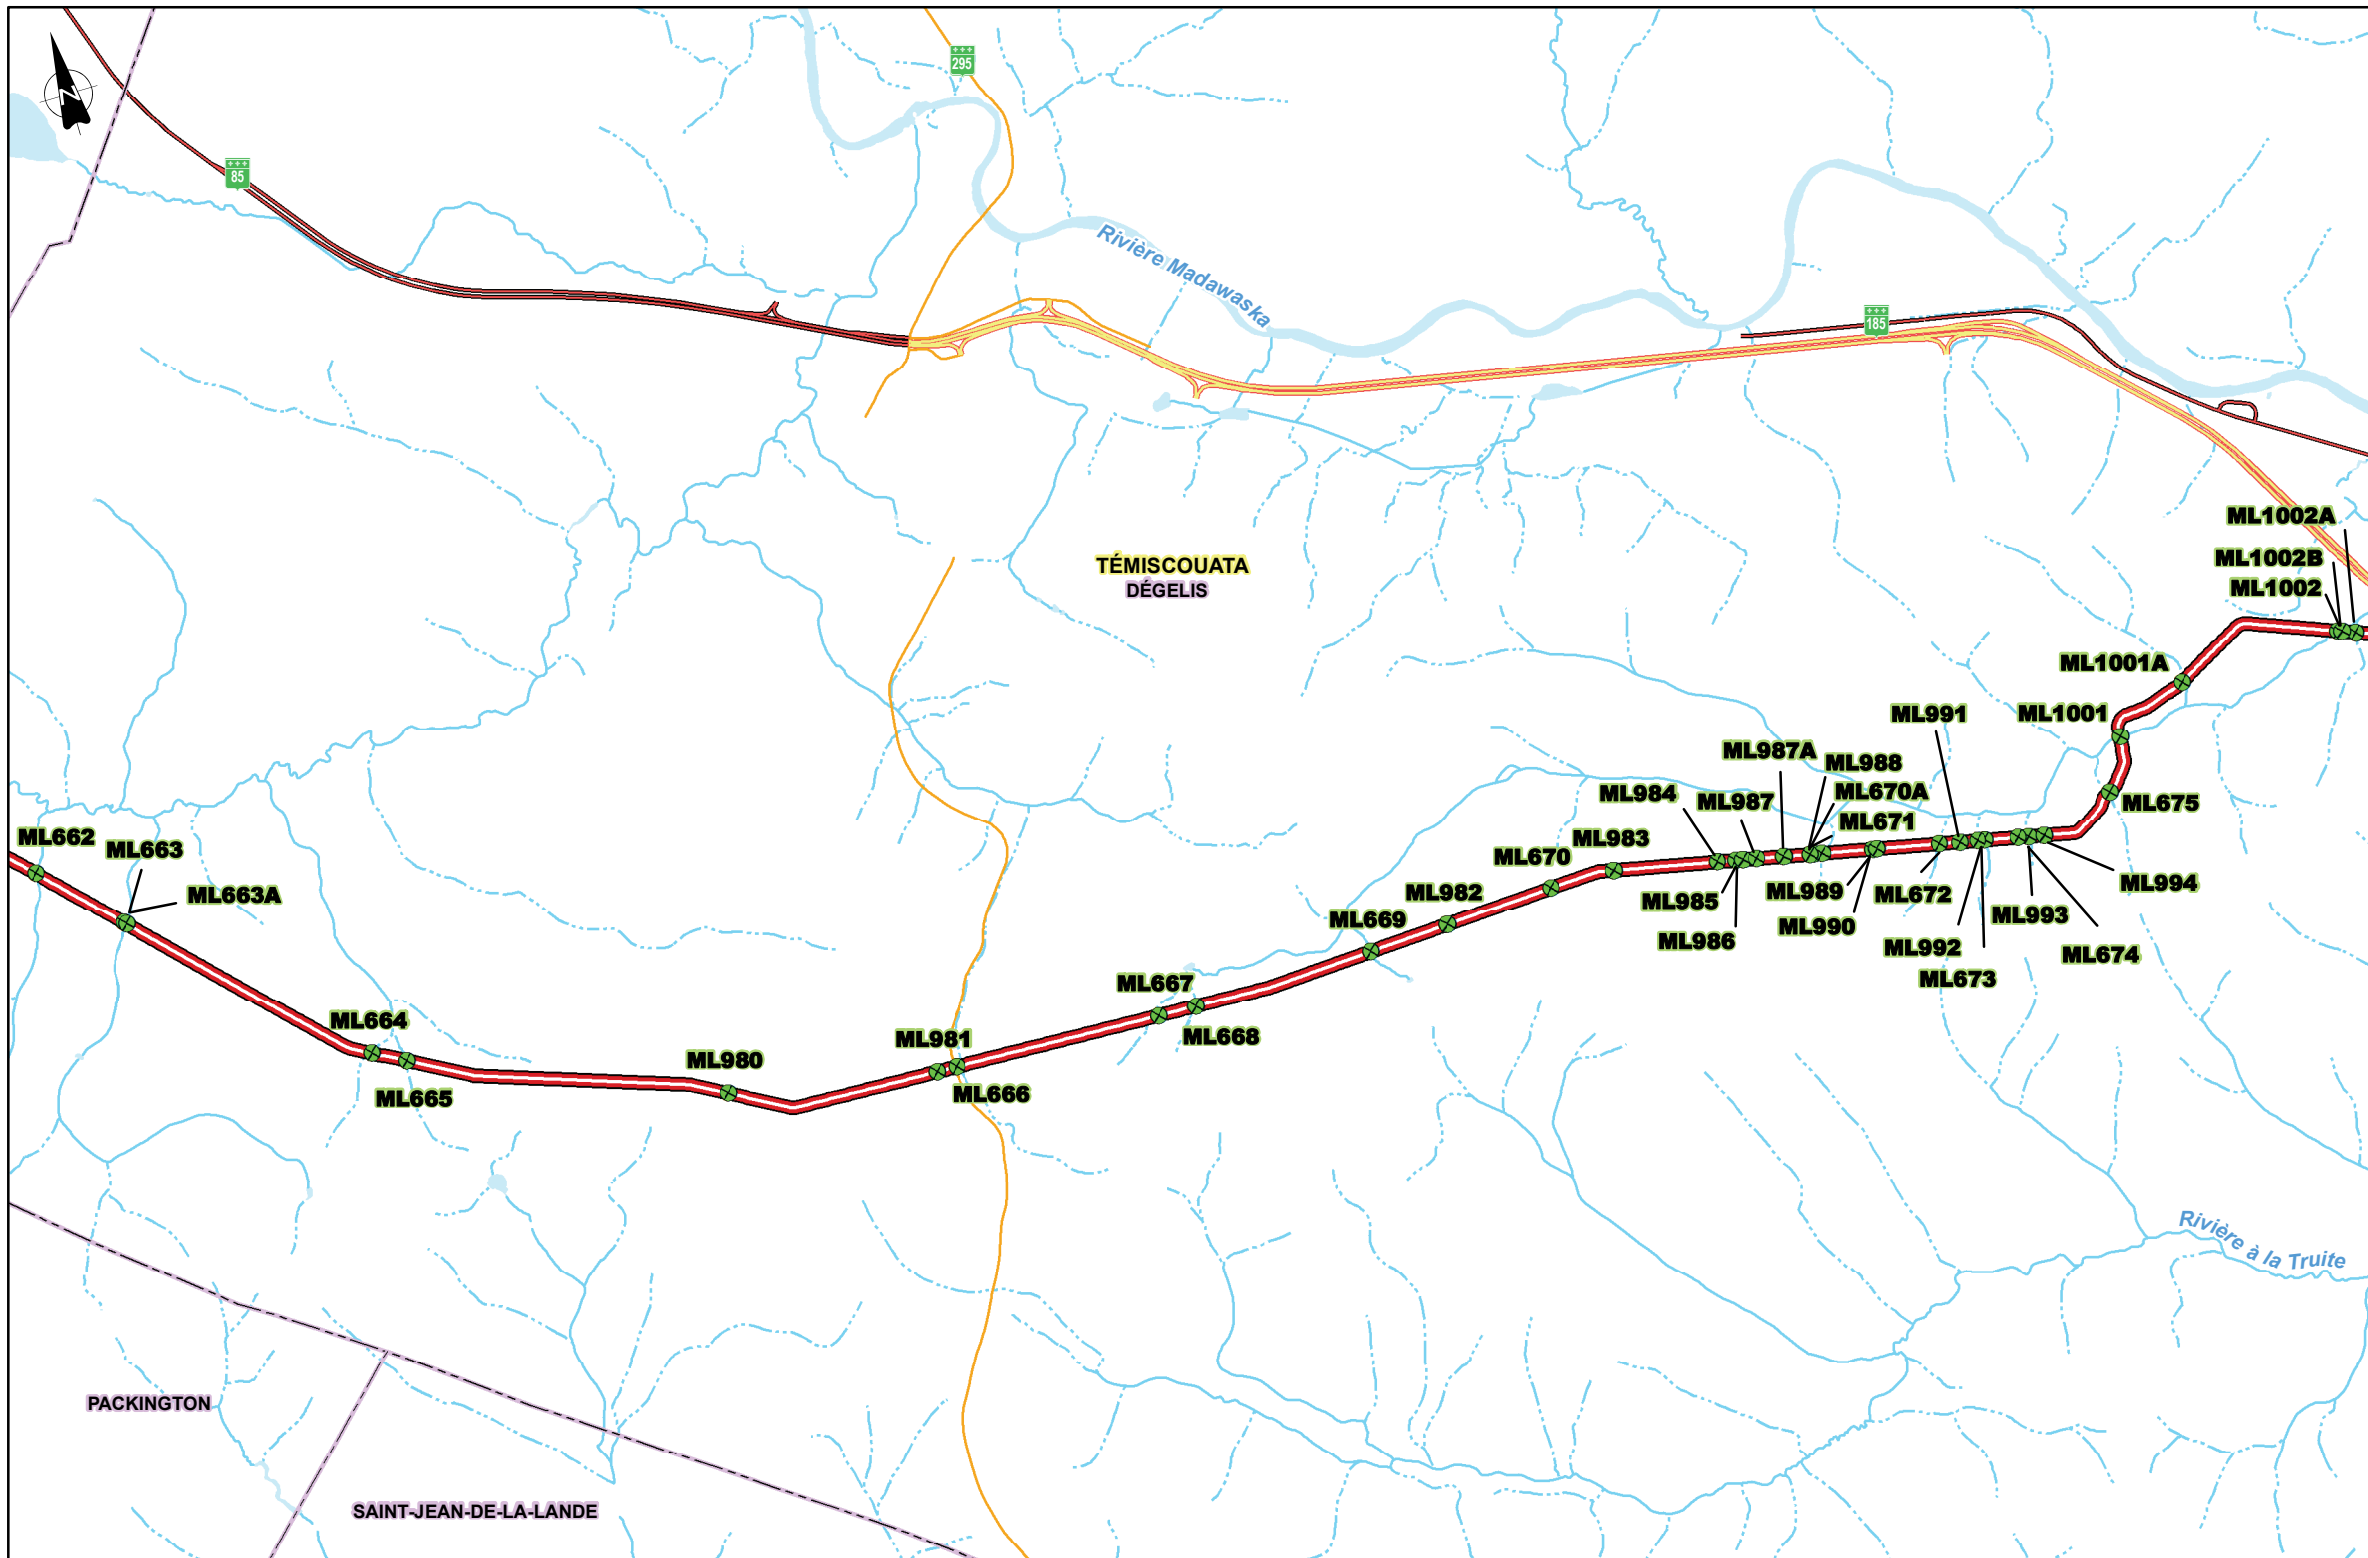 N
295
85
Rivière Madawaska
185
ML1002A
TÉMISCOUATA
DÉGELIS
ML1002B
ML1002
ML1001A
ML1001
ML991
ML987A
ML988
ML670A
ML984
ML987
ML671
ML675
ML983
ML670
ML662
ML663
ML663A
ML982
ML669
ML985
ML986
ML989
ML990
ML672
ML992
ML673
ML993
ML674
ML994
ML667
ML668
ML664
ML665
ML980
ML981
ML666
Rivière à la Truite
PACKINGTON
SAINT-JEAN-DE-LA-LANDE